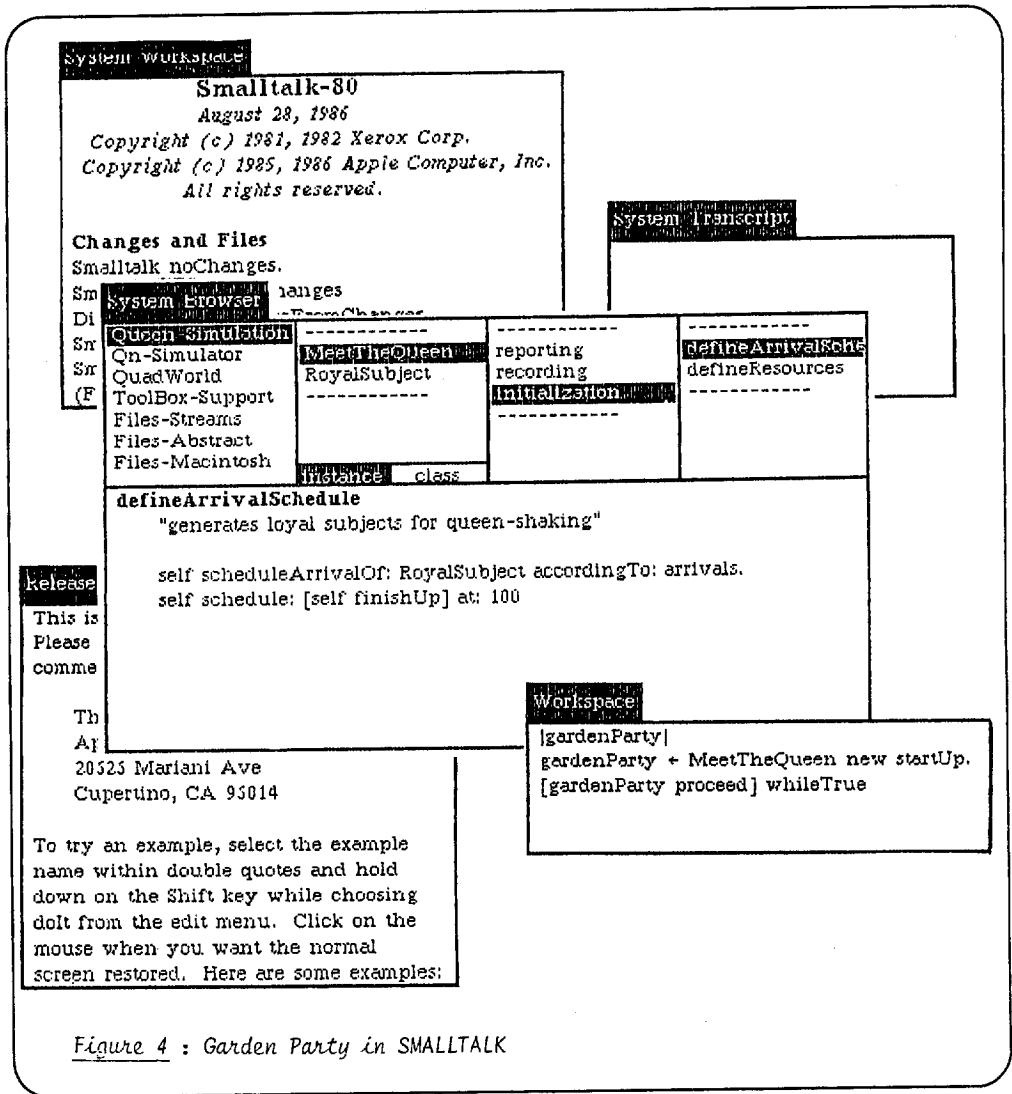 System Workspace
Smalltalk-80
August 28, 1986
Copyright (c) 1981, 1982 Xerox Corp.
Copyright (c) 1985, 1986 Apple Computer, Inc.
All rights reserved.
Changes and Files
Smalltalk noChanges.
Sm
hanges
Di
Sm
Sm
(F
System Transcript
System Browser
Queen-Simulation
Qn-Simulator
QuadWorld
ToolBox-Support
Files-Streams
Files-Abstract
Files-Macintosh
------------
MeetTheQueen
RoyalSubject
------------
instance class
------------
reporting
recording
initialization
------------
------------
defineArrivalSche
defineResources
------------
defineArrivalSchedule
"generates loyal subjects for queen-shaking"
self scheduleArrivalOf: RoyalSubject accordingTo: arrivals.
self schedule: [self finishUp] at: 100
Release
This is
Please
comme
Th
Ap
20525 Mariani Ave
Cupertino, CA 95014
To try an example, select the example
name within double quotes and hold
down on the Shift key while choosing
doIt from the edit menu. Click on the
mouse when you want the normal
screen restored. Here are some examples:
Workspace
|gardenParty|
gardenParty ← MeetTheQueen new startUp.
[gardenParty proceed] whileTrue
Figure 4 : Garden Party in SMALLTALK